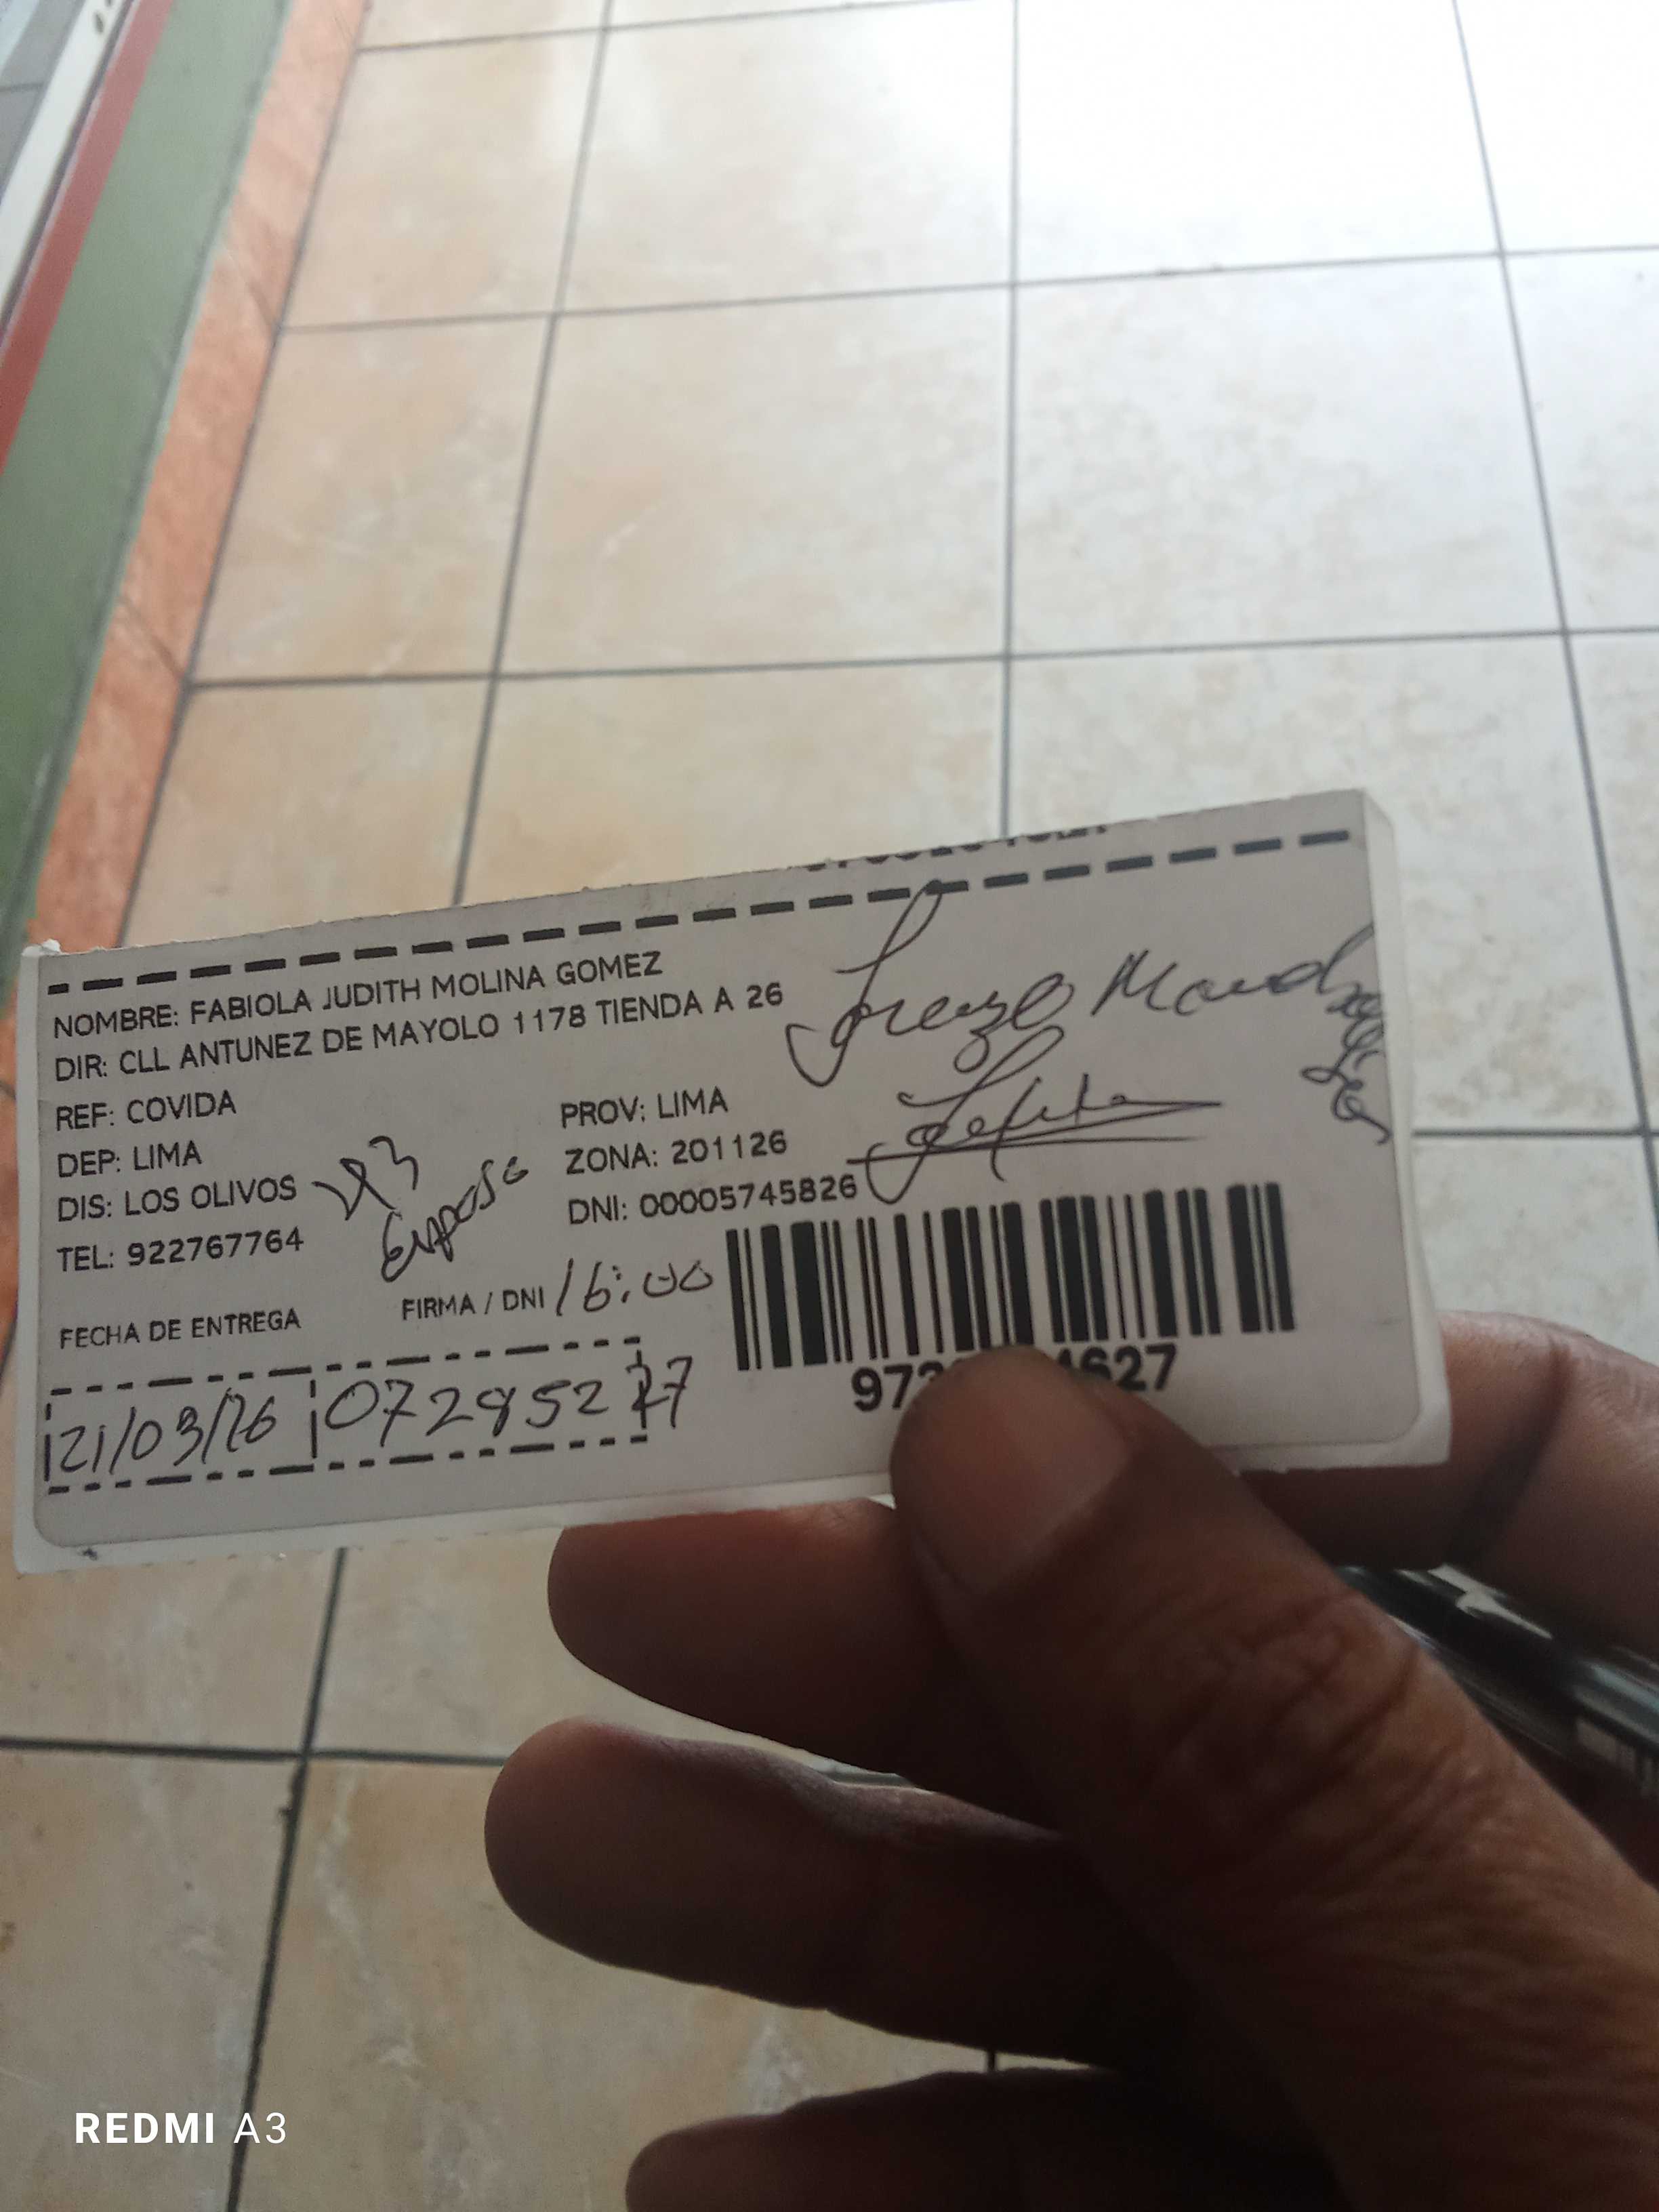 NOMBRE: FABIOLA JUDITH MOLINA GOMEZ
DIR: CLL ANTUNEZ DE MAYOLO 1178 TIENDA A 26
REF: COVIDA
DEP: LIMA PROV: LIMA
DIS: LOS OLIVOS ZONA: 201126
TEL: 922767764 DNI: 00005745826
Esposo
FECHA DE ENTREGA FIRMA / DNI 16:00
21/03/26 07285227
REDMI A3